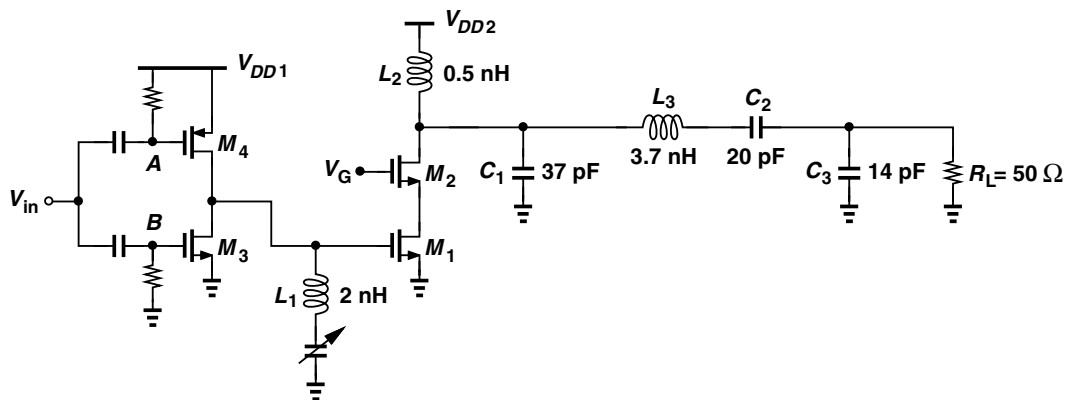 V_DD2
L_2 0.5 nH
V_DD1
A
M_4
V_in
B
M_3
V_G
M_2
M_1
L_1 2 nH
C_1 37 pF
L_3
3.7 nH
C_2
20 pF
C_3 14 pF
R_L = 50 Ω